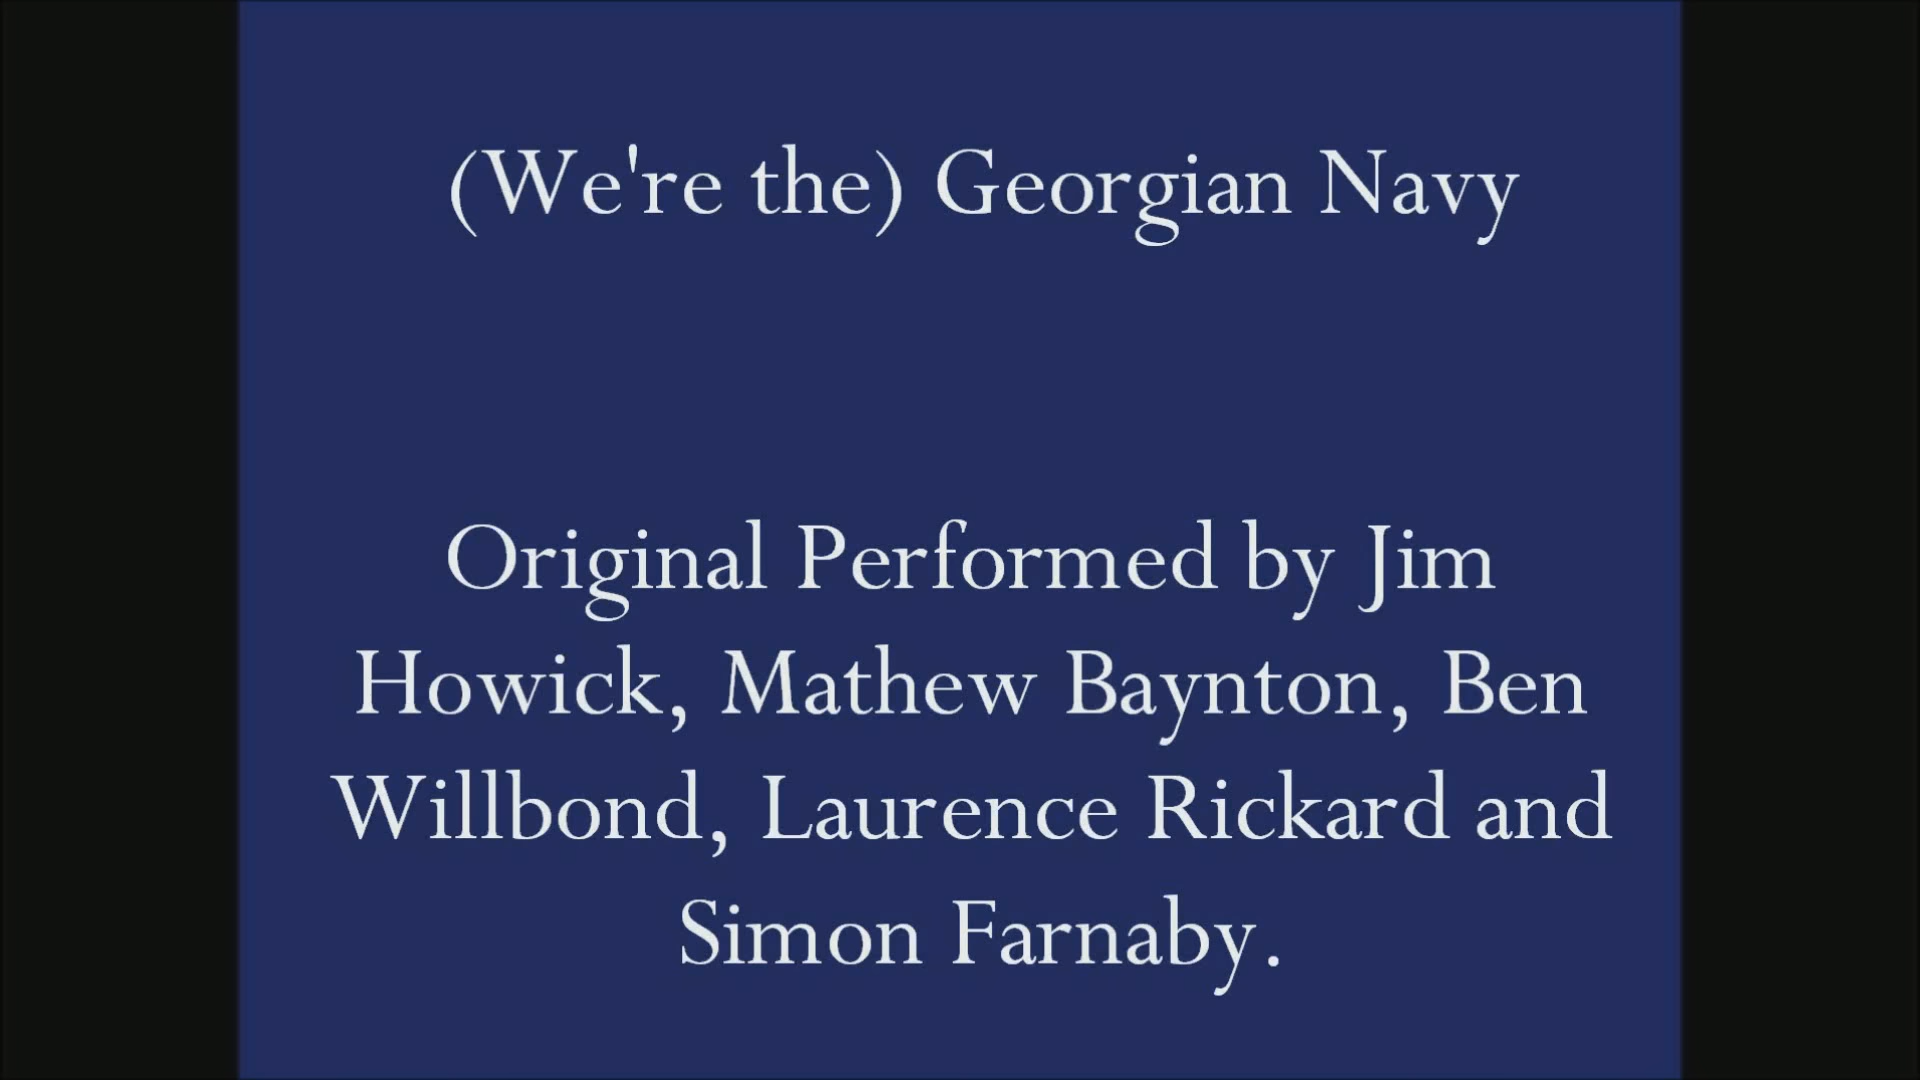 (We're the) Georgian Navy
Original Performed by Jim
Howick, Mathew Baynton, Ben
Willbond, Laurence Rickard and
Simon Farnaby.